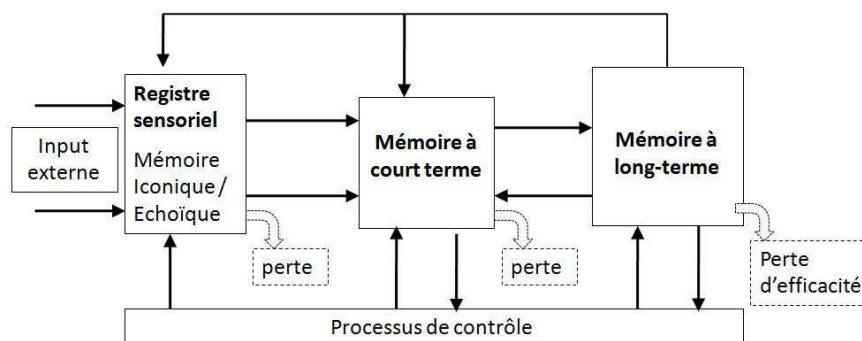 Input
externe
Registre
sensoriel
Mémoire
Iconique /
Echoïque
Mémoire à
court terme
Mémoire à
long-terme
perte
perte
Perte
d'efficacité
Processus de contrôle